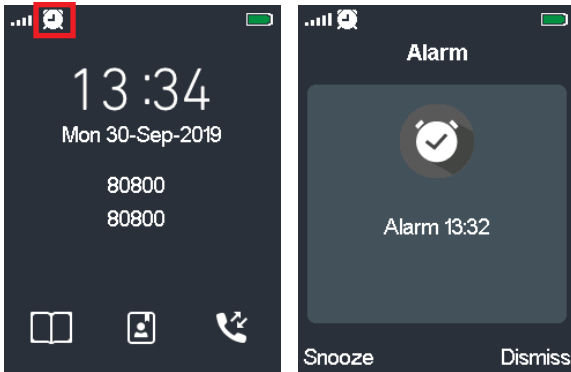 13:34
Mon 30-Sep-2019
80800
80800
Alarm
Alarm 13:32
Snooze
Dismiss